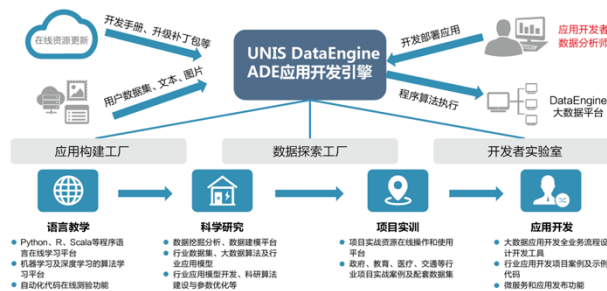 在线资源更新
开发手册、升级补丁包等
用户数据集、文本、图片
UNIS DataEngine
ADE应用开发引擎
开发部署应用
程序算法执行
应用开发者
数据分析师
DataEngine
大数据平台
应用构建工厂
数据探索工厂
开发者实验室
语言教学
Python、R、Scala等程序语
言在线学习平台
机器学习及深度学习的算法学
习平台
自动化代码在线测验功能
科学研究
数据挖掘分析、数据建模平台
行业数据集、大数据算法及行
业应用模型
行业应用模型开发、科研算法
建设与参数优化等
项目实训
项目实战资源在线操作和使用
平台
政府、教育、医疗、交通等行
业项目实战案例及配套数据集
应用开发
大数据应用开发全业务流程设
计开发工具
行业应用开发项目案例及示例
代码
微服务和应用发布功能